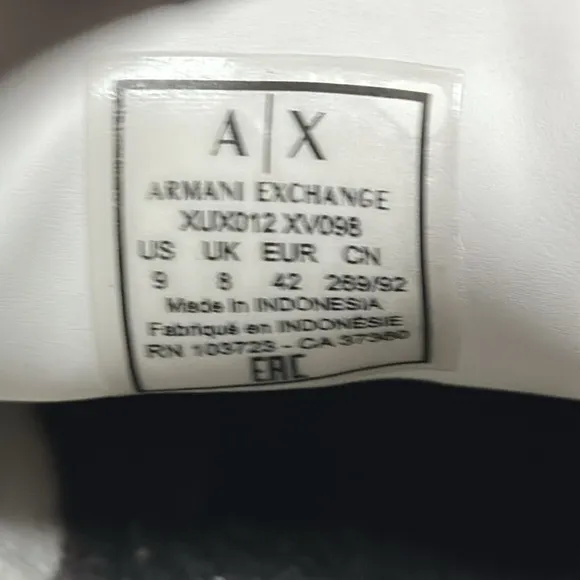 A|X
ARMANI EXCHANGE
XUX012 XV098
US UK EUR CN
9 8 42 269/92
Made in INDONESIA
Fabriqué en INDONÉSIE
RN 103723 - CA 37360
EAC